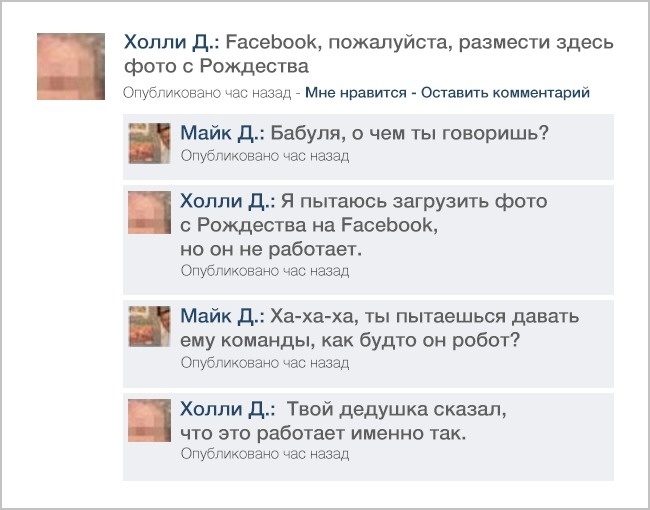 Холли Д.: Facebook, пожалуйста, размести здесь
фото с Рождества
Опубликовано час назад - Мне нравится - Оставить комментарий
Майк Д.: Бабуля, о чем ты говоришь?
Опубликовано час назад
Холли Д.: Я пытаюсь загрузить фото
с Рождества на Facebook,
но он не работает.
Опубликовано час назад
Майк Д.: Ха-ха-ха, ты пытаешься давать
ему команды, как будто он робот?
Опубликовано час назад
Холли Д.: Твой дедушка сказал,
что это работает именно так.
Опубликовано час назад